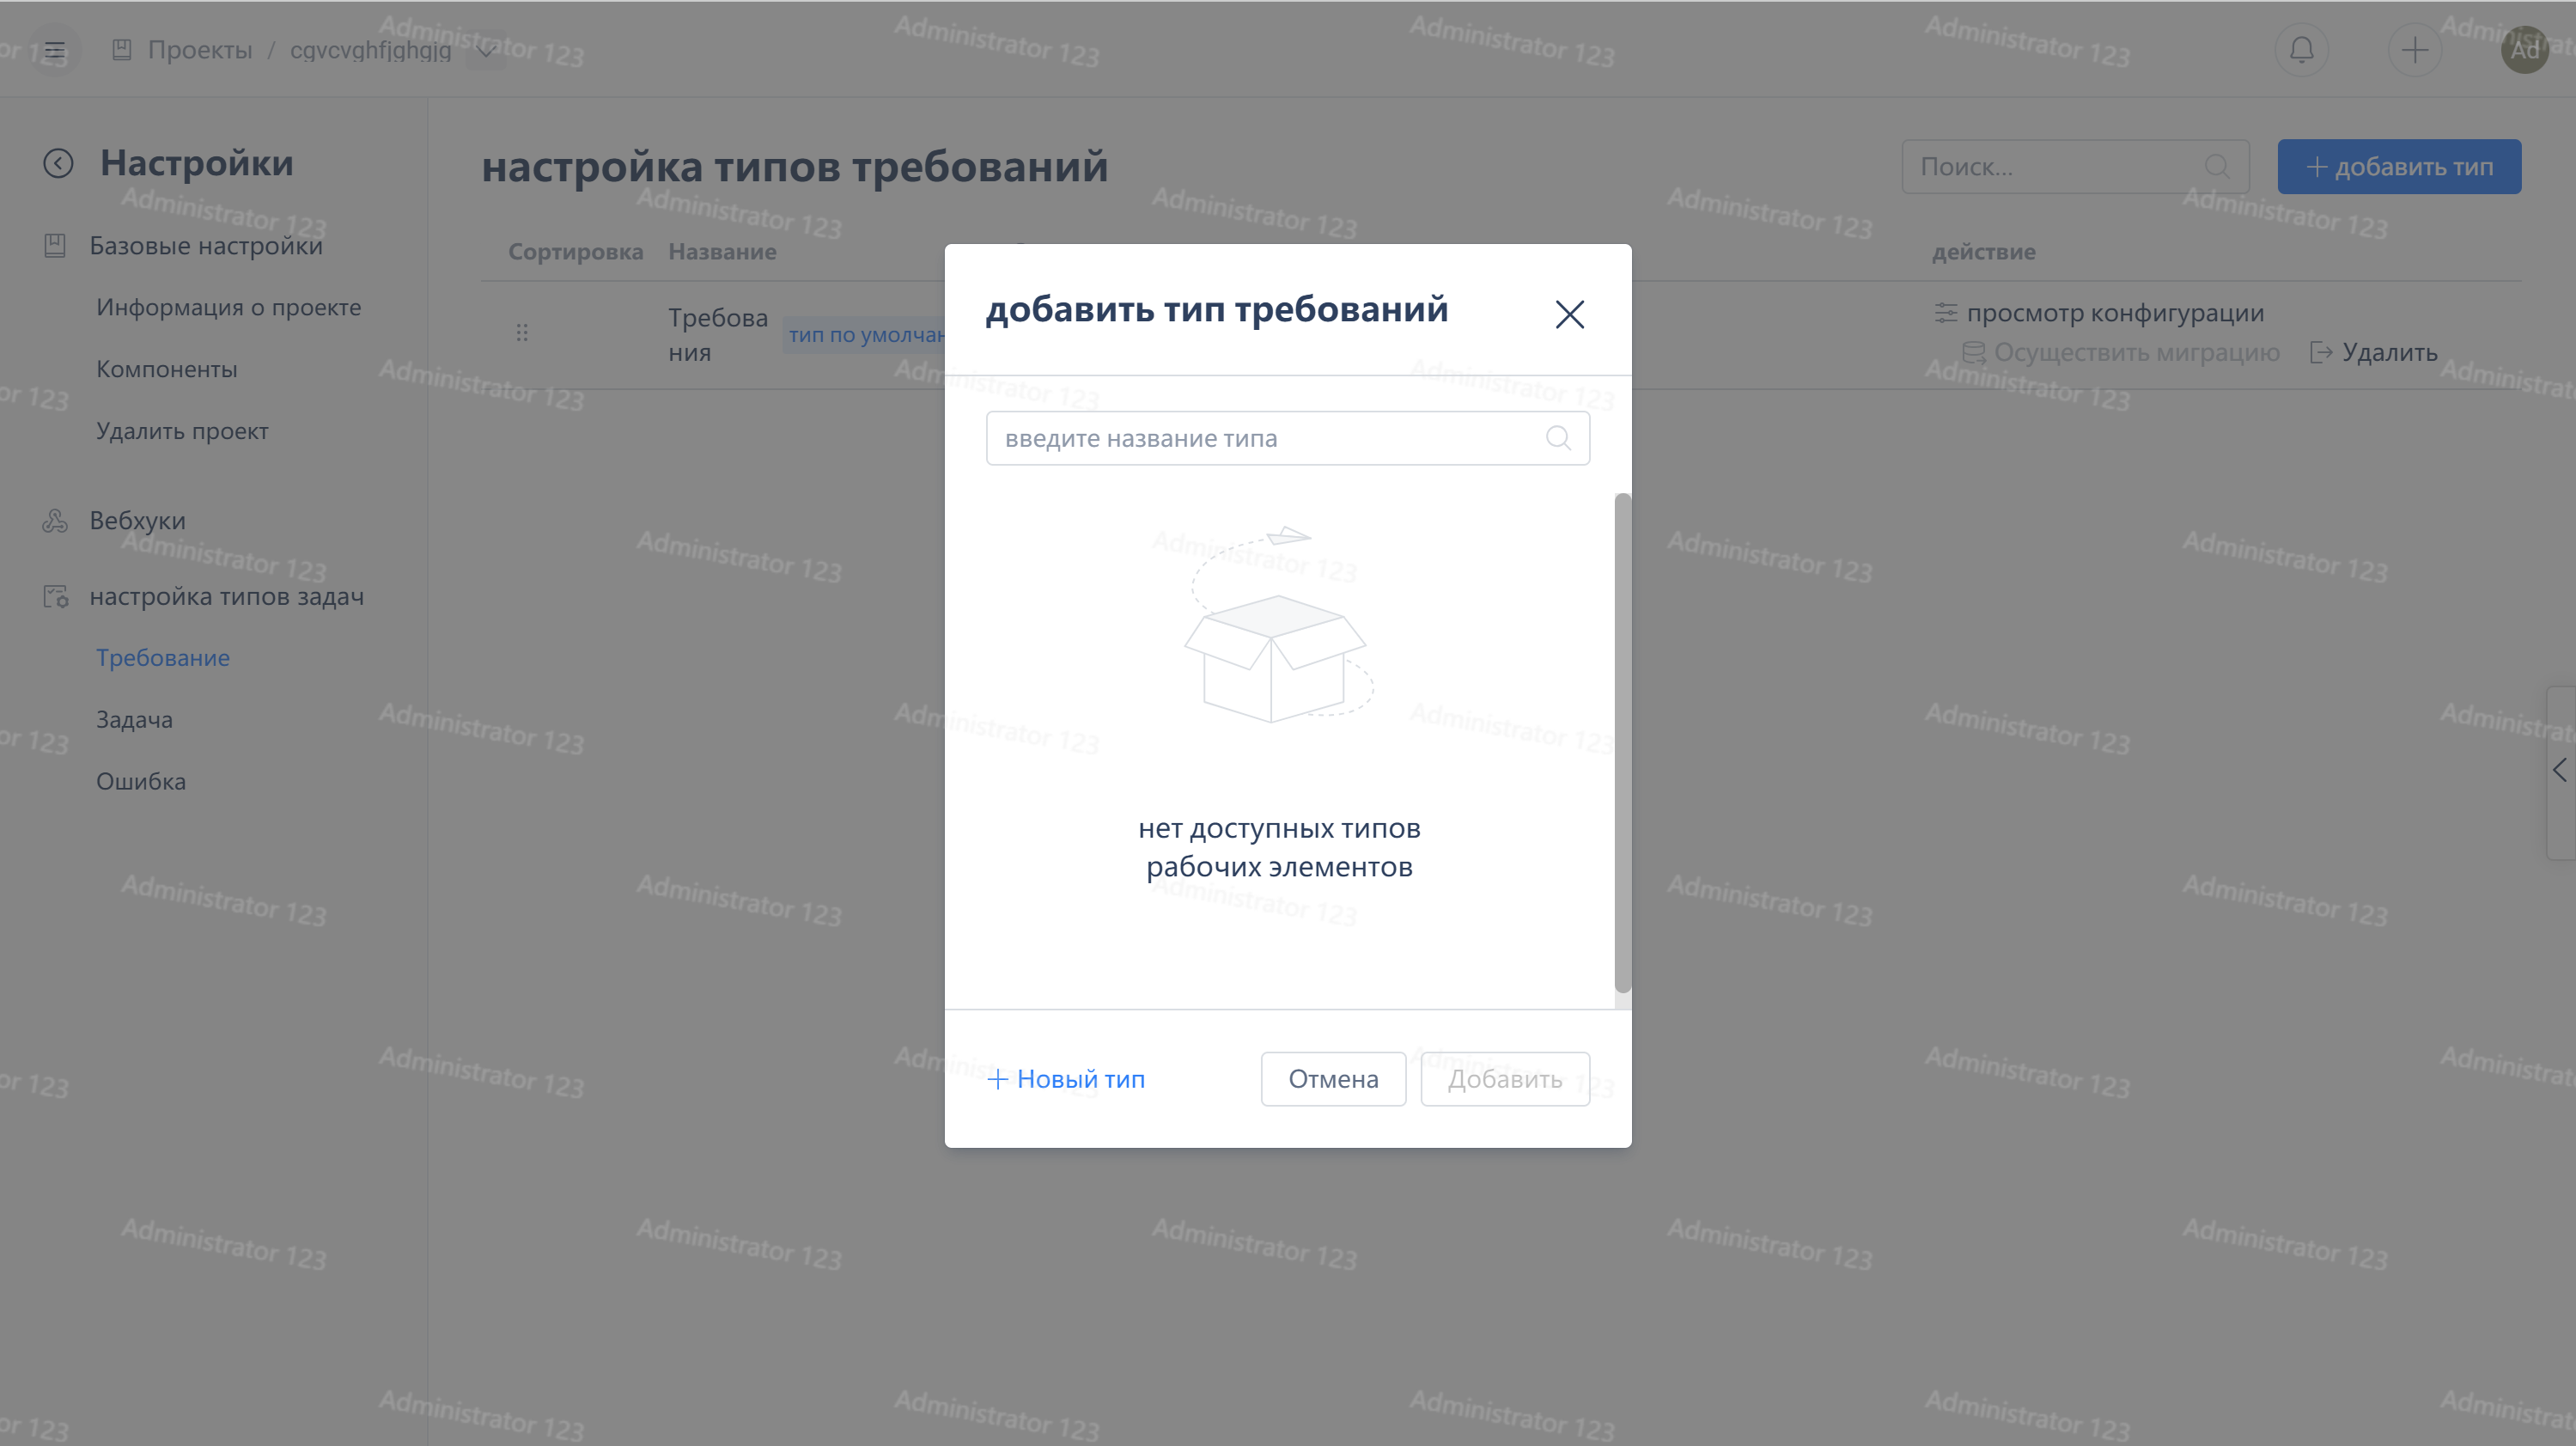 Проекты / cgvcvghfjghgjg
Ad
Настройки
Базовые настройки
Информация о проекте
Компоненты
Удалить проект
Вебхуки
настройка типов задач
Требование
Задача
Ошибка
настройка типов требований
Поиск...
добавить тип
Сортировка Название действие
Требова
ния
тип по умолчан
просмотр конфигурации
Осуществить миграцию Удалить
добавить тип требований
введите название типа
нет доступных типов
рабочих элементов
Новый тип Отмена Добавить
Administrator 123